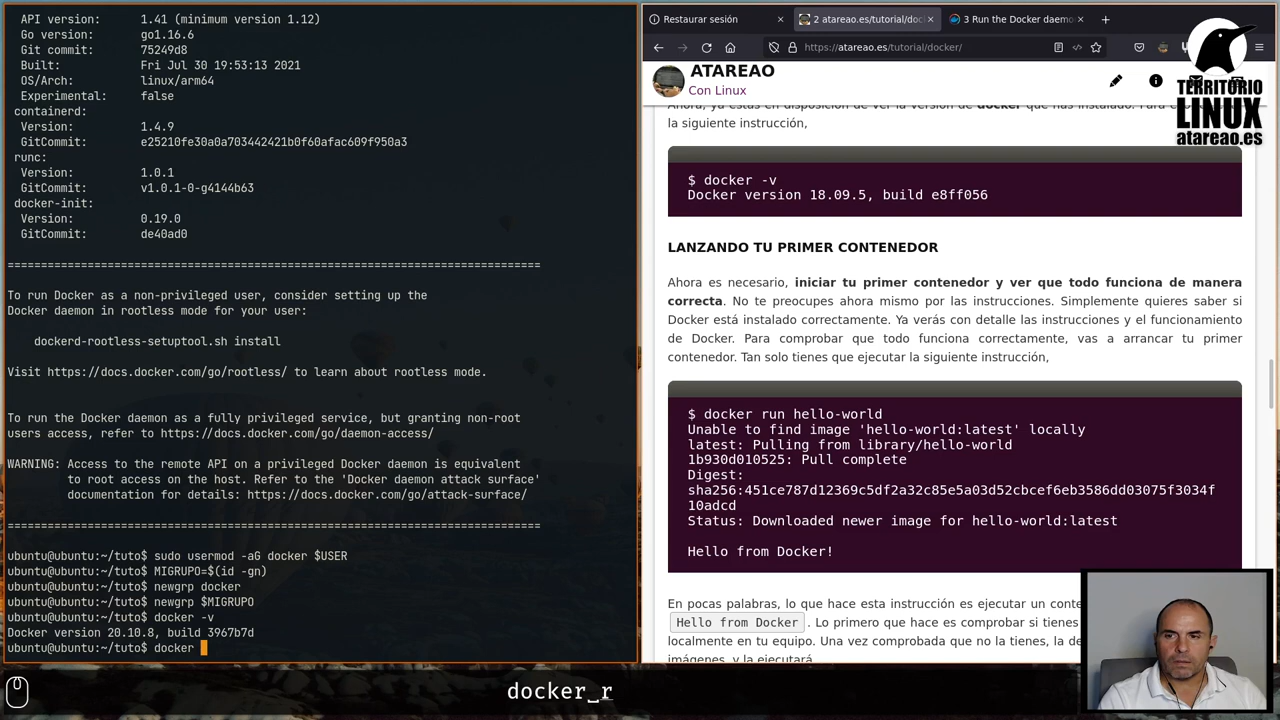 API version: 1.41 (minimum version 1.12)
Go version: go1.16.6
Git commit: 75249d8
Built: Fri Jul 30 19:53:13 2021
OS/Arch: linux/arm64
Experimental: false
containerd:
Version: 1.4.9
GitCommit: e25210fe30a0a703442421b0f60afac609f950a3
runc:
Version: 1.0.1
GitCommit: v1.0.1-0-g4144b63
docker-init:
Version: 0.19.0
GitCommit: de40ad0
================================================================================
To run Docker as a non-privileged user, consider setting up the
Docker daemon in rootless mode for your user:
dockerd-rootless-setuptool.sh install
Visit https://docs.docker.com/go/rootless/ to learn about rootless mode.
To run the Docker daemon as a fully privileged service, but granting non-root
users access, refer to https://docs.docker.com/go/daemon-access/
WARNING: Access to the remote API on a privileged Docker daemon is equivalent
to root access on the host. Refer to the 'Docker daemon attack surface'
documentation for details: https://docs.docker.com/go/attack-surface/
================================================================================
ubuntu@ubuntu:~/tuto$ sudo usermod -aG docker $USER
ubuntu@ubuntu:~/tuto$ MIGRUPO=$(id -gn)
ubuntu@ubuntu:~/tuto$ newgrp docker
ubuntu@ubuntu:~/tuto$ newgrp $MIGRUPO
ubuntu@ubuntu:~/tuto$ docker -v
Docker version 20.10.8, build 3967b7d
ubuntu@ubuntu:~/tuto$ docker
Restaurar sesión
2 atareao.es/tutorial/doc
3 Run the Docker daemo
https://atareao.es/tutorial/docker/
ATAREAO
Con Linux
TERRITORIO
LINUX
atareao.es
Ahora, ya estás en disposición de ver la versión de docker que has instalado. Para
la siguiente instrucción,
$ docker -v
Docker version 18.09.5, build e8ff056
LANZANDO TU PRIMER CONTENEDOR
Ahora es necesario, iniciar tu primer contenedor y ver que todo funciona de manera
correcta. No te preocupes ahora mismo por las instrucciones. Simplemente quieres saber si
Docker está instalado correctamente. Ya verás con detalle las instrucciones y el funcionamiento
de Docker. Para comprobar que todo funciona correctamente, vas a arrancar tu primer
contenedor. Tan solo tienes que ejecutar la siguiente instrucción,
$ docker run hello-world
Unable to find image 'hello-world:latest' locally
latest: Pulling from library/hello-world
1b930d010525: Pull complete
Digest:
sha256:451ce787d12369c5df2a32c85e5a03d52cbcef6eb3586dd03075f3034f
10adcd
Status: Downloaded newer image for hello-world:latest
Hello from Docker!
En pocas palabras, lo que hace esta instrucción es ejecutar un
Hello from Docker . Lo primero que hace es comprobar si tienes
localmente en tu equipo. Una vez comprobada que no la tienes, la
imágenes, y la ejecutará
docker_r